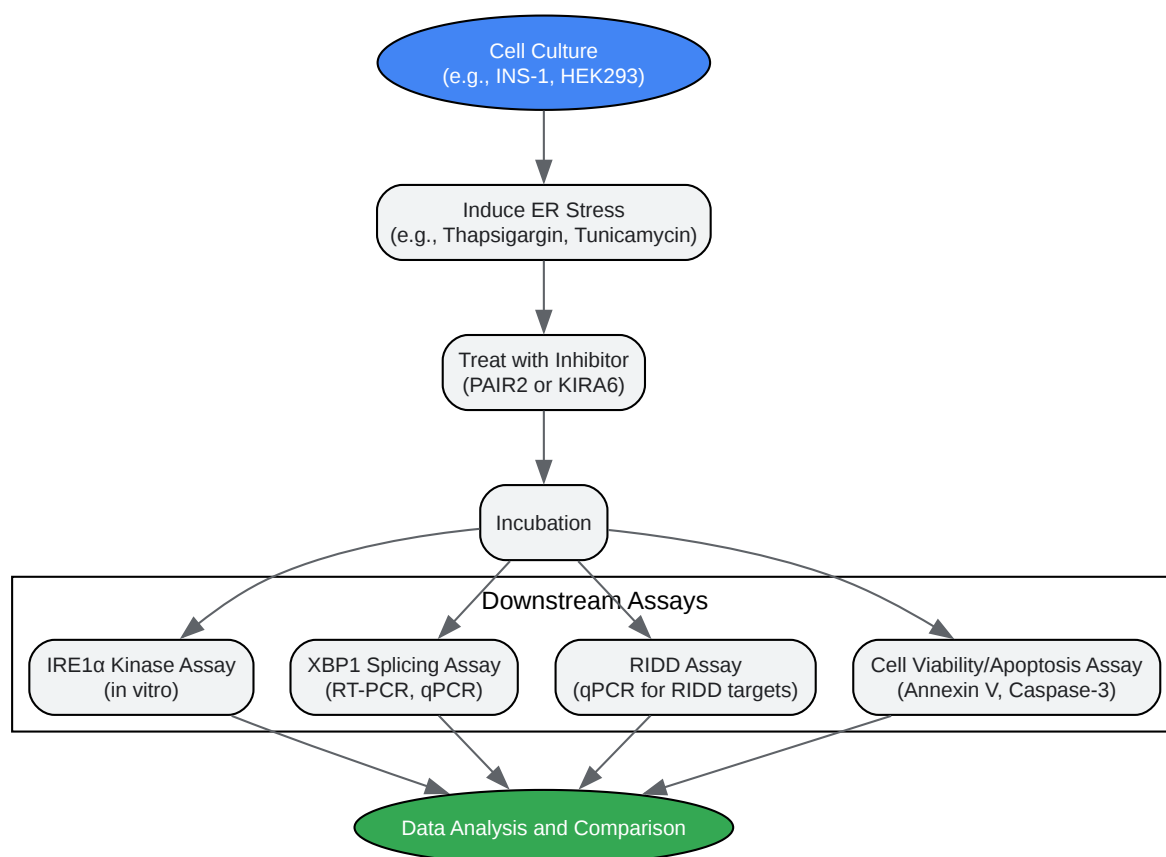 Cell Culture
(e.g., INS-1, HEK293)
Induce ER Stress
(e.g., Thapsigargin, Tunicamycin)
Treat with Inhibitor
(PAIR2 or KIRA6)
Incubation
Downstream Assays
IRE1α Kinase Assay
(in vitro)
XBP1 Splicing Assay
(RT-PCR, qPCR)
RIDD Assay
(qPCR for RIDD targets)
Cell Viability/Apoptosis Assay
(Annexin V, Caspase-3)
Data Analysis and Comparison